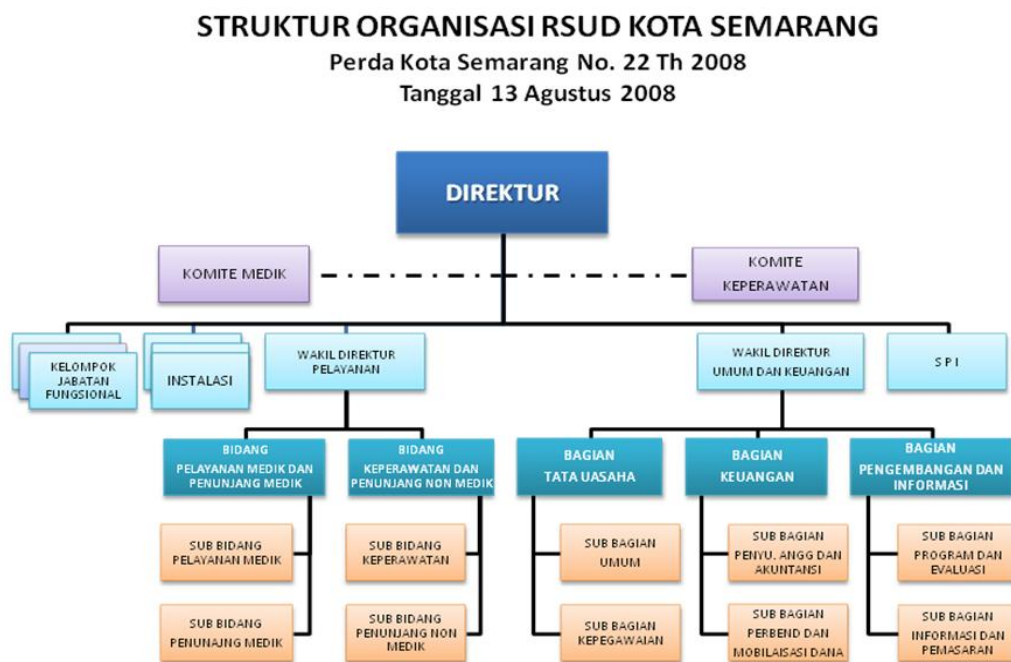 STRUKTUR ORGANISASI RSUD KOTA SEMARANG
Perda Kota Semarang No. 22 Th 2008
Tanggal 13 Agustus 2008
DIREKTUR
KOMITE MEDIK
KOMITE
KEPERAWATAN
KELOMPOK
JABATAN
FUNGSIONAL
INSTALASI
WAKIL DIREKTUR
PELAYANAN
WAKIL DIREKTUR
UMUM DAN KEUANGAN
S P I
BIDANG
PELAYANAN MEDIK DAN
PENUNJANG MEDIK
BIDANG
KEPERAWATAN DAN
PENUNJANG NON MEDIK
BAGIAN
TATA UASAHA
BAGIAN
KEUANGAN
BAGIAN
PENGEMBANGAN DAN
INFORMASI
SUB BIDANG
PELAYANAN MEDIK
SUB BIDANG
KEPERAWATAN
SUB BAGIAN
UMUM
SUB BAGIAN
PENYU. ANGG DAN
AKUNTANSI
SUB BAGIAN
PROGRAM DAN
EVALUASI
SUB BIDANG
PENUNAJNG MEDIK
SUB BIDANG
PENUNJANG NON
MEDIK
SUB BAGIAN
KEPEGAWAIAN
SUB BAGIAN
PERBEND DAN
MOBILAISASI DANA
SUB BAGIAN
INFORMASI DAN
PEMASARAN